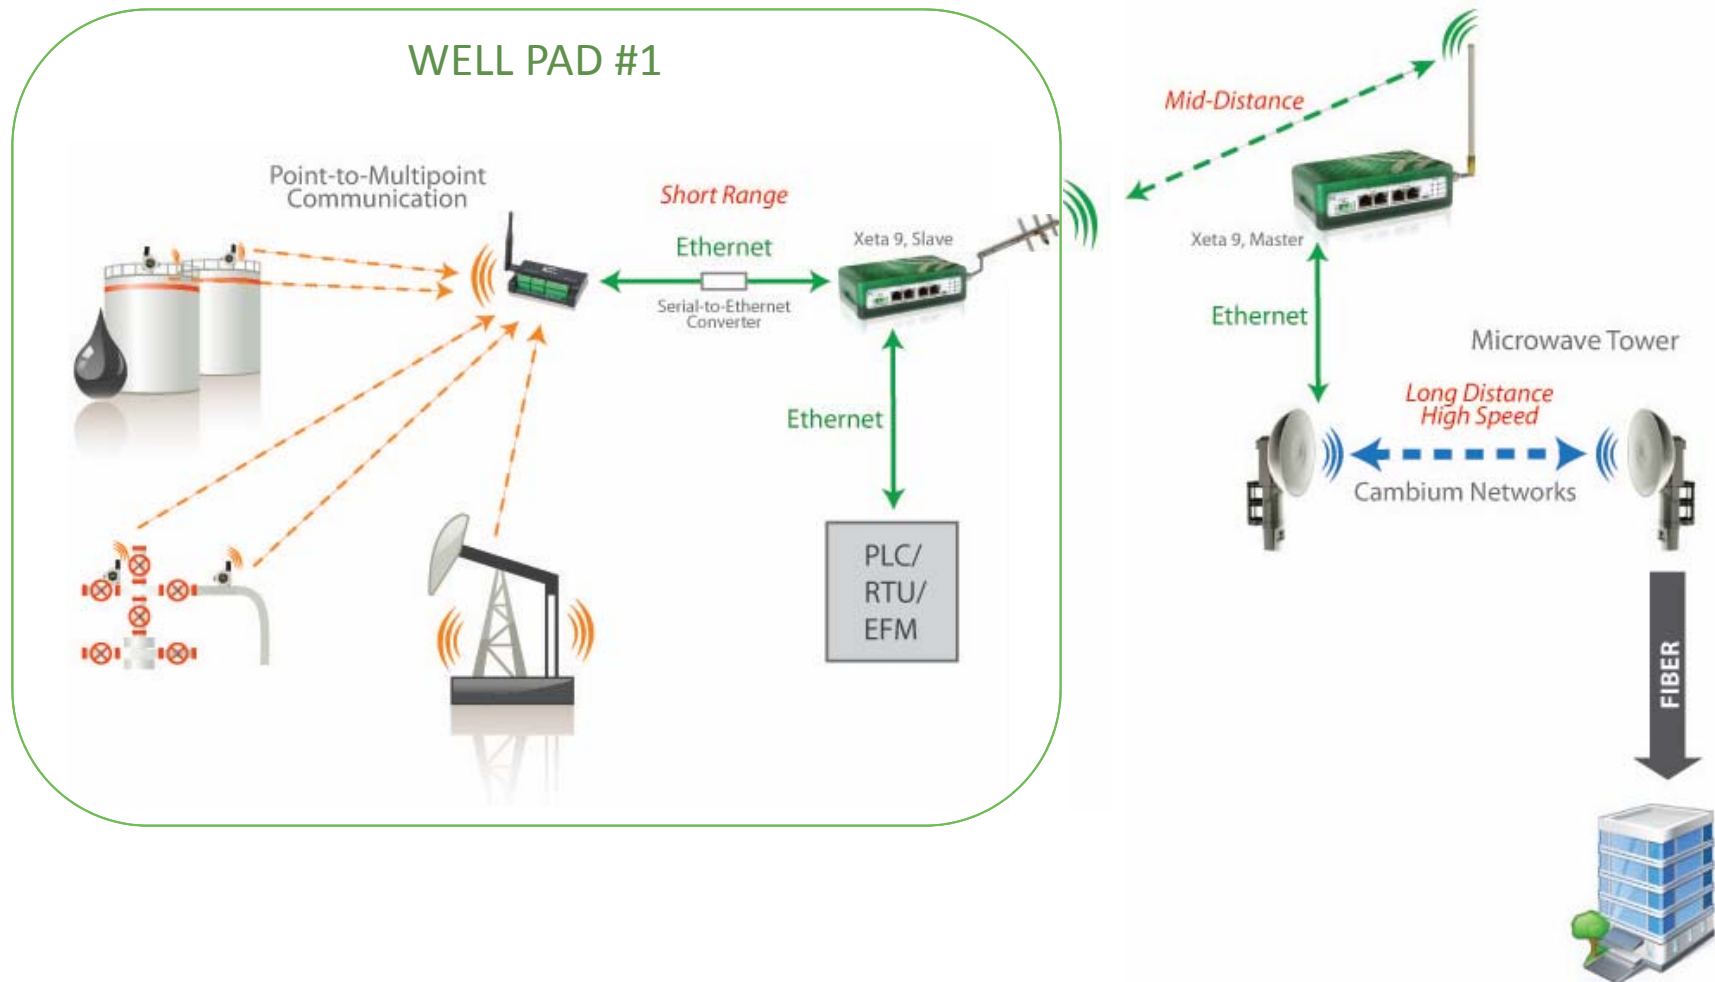 WELL PAD #1
Point-to-Multipoint
Communication
Short Range
Ethernet
Serial-to-Ethernet
Converter
Xeta 9, Slave
Ethernet
PLC/
RTU/
EFM
Mid-Distance
Xeta 9, Master
Ethernet
Microwave Tower
Long Distance
High Speed
Cambium Networks
FIBER